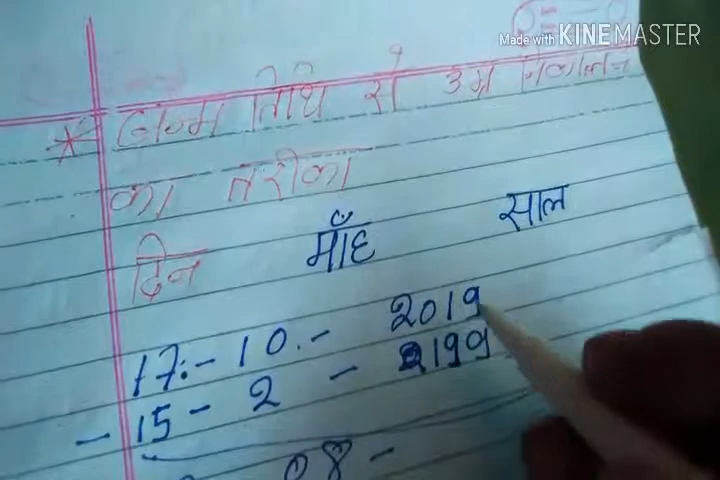 Made with KINEMASTER
* जन्म तिथि से उम्र निकालने
का तरीका
दिन माँह साल
17 :- 10 .- 2019
- 15 - 2 - 2199
08 -